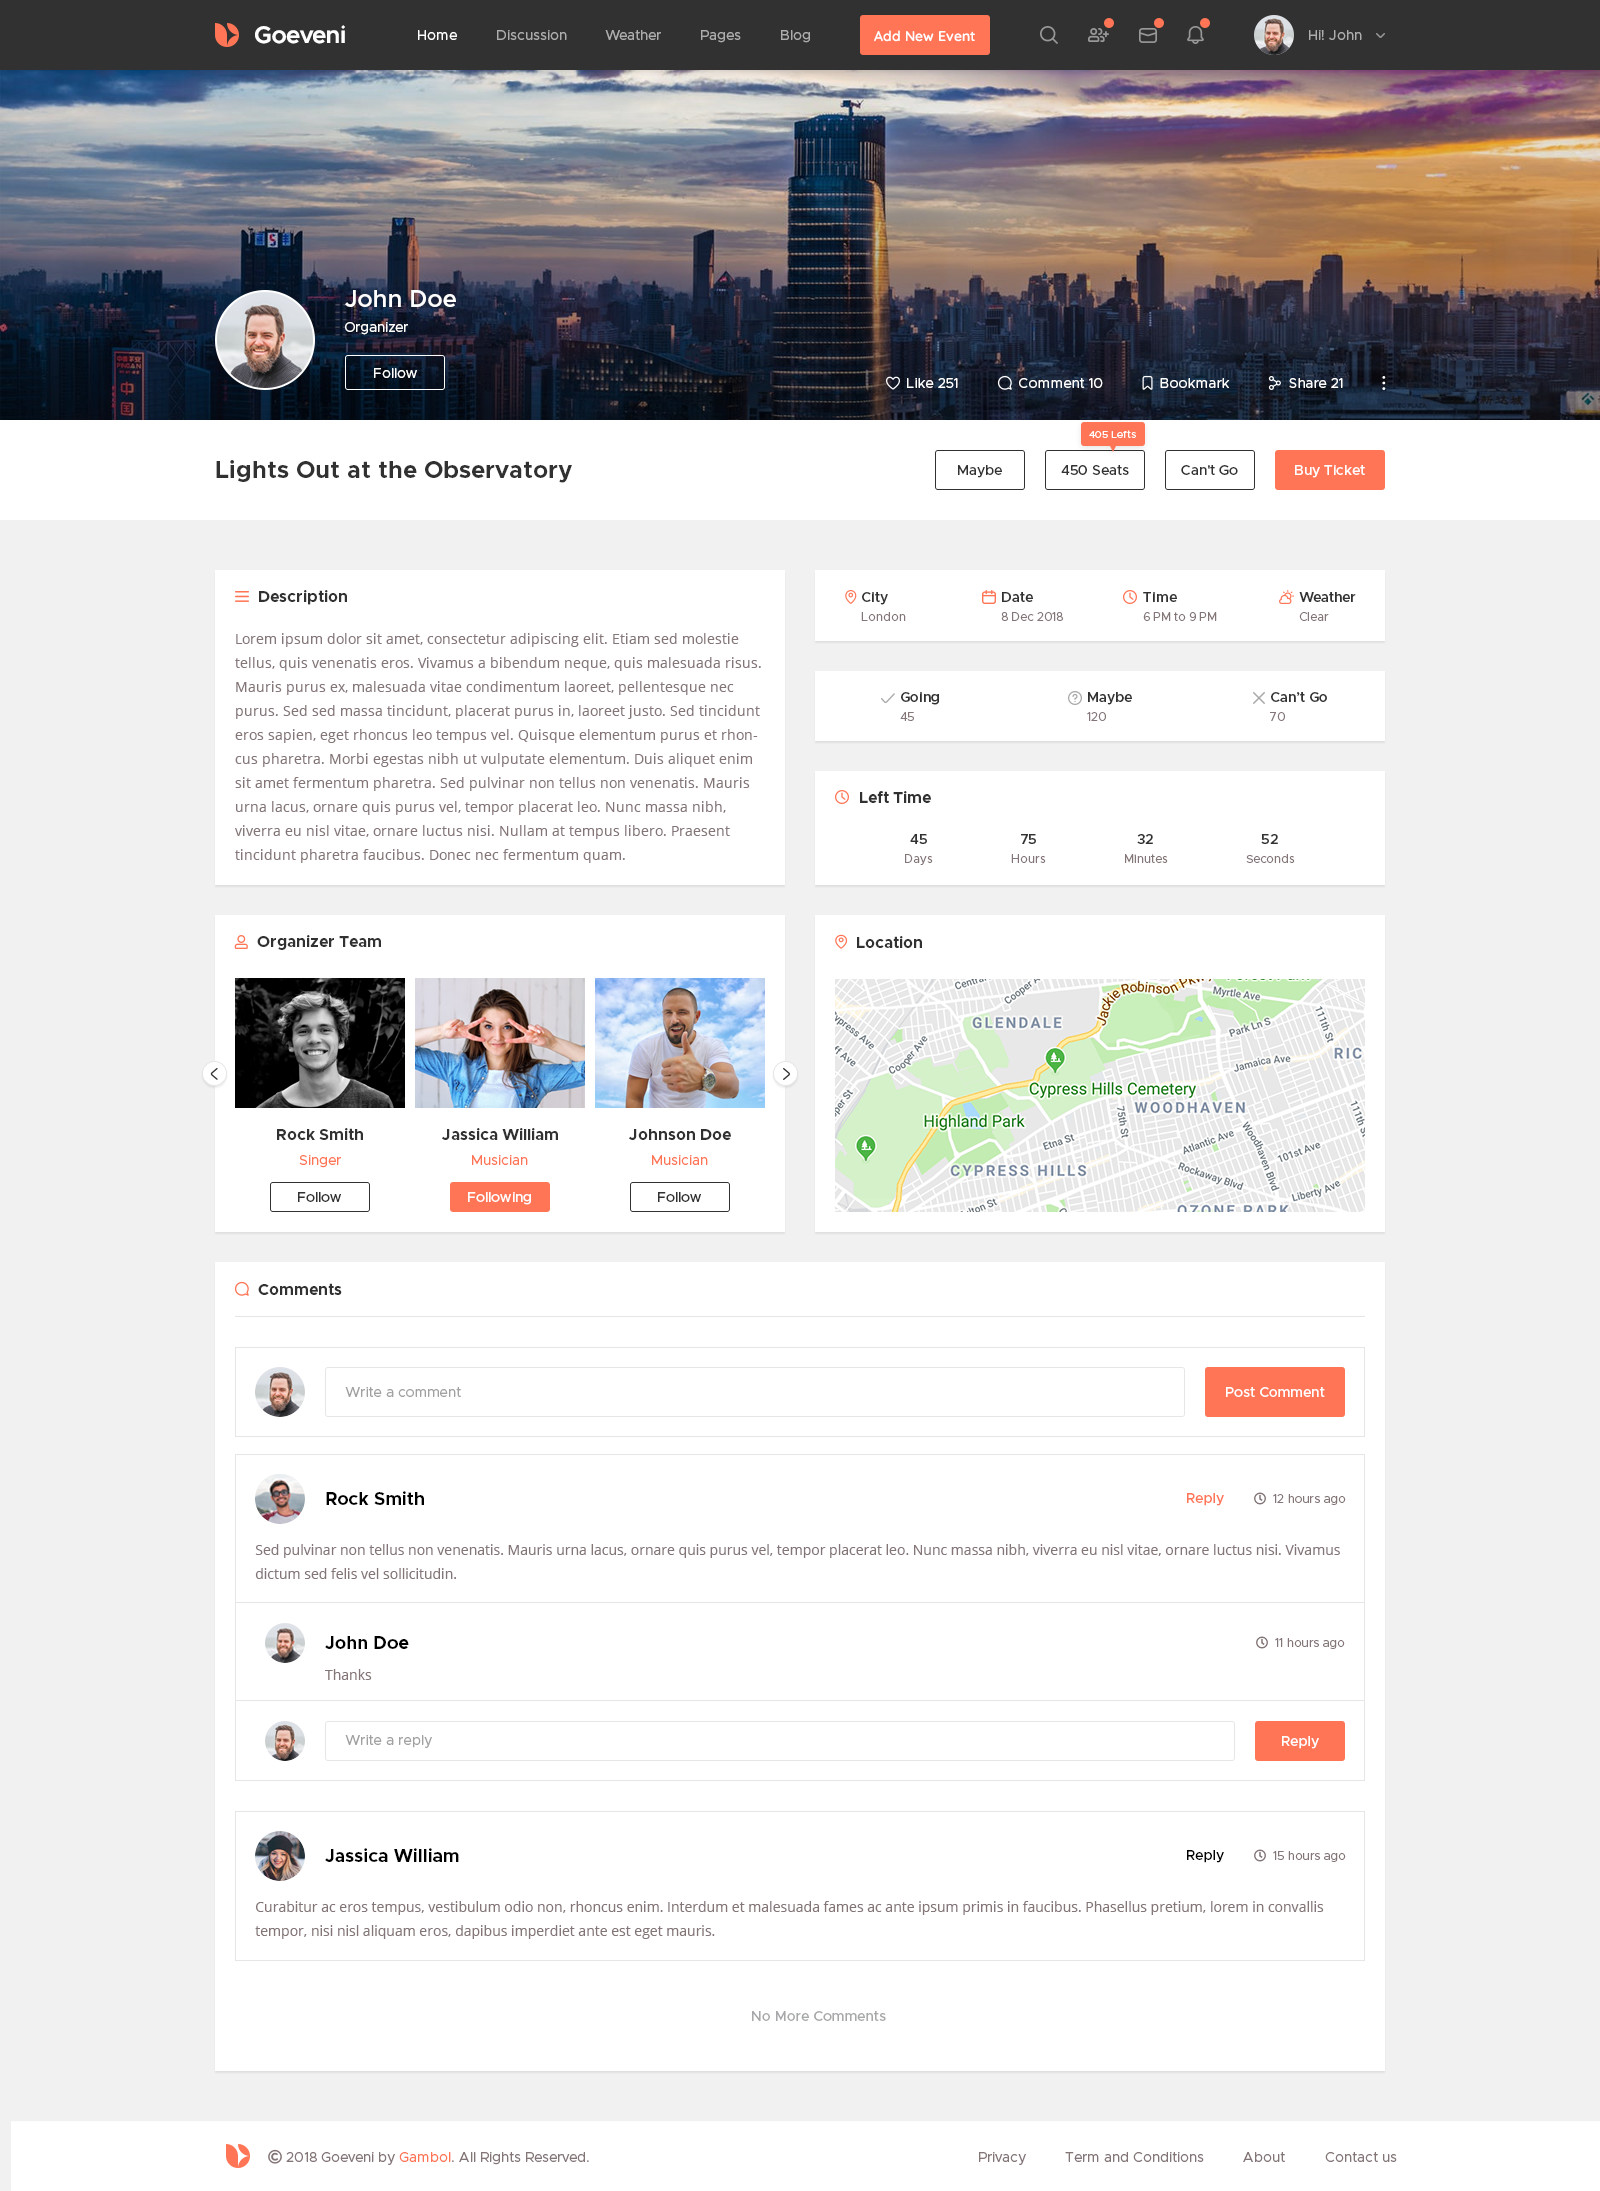 Goeveni
Home
Discussion
Weather
Pages
Blog
Add New Event
Hi! John
John Doe
Organizer
Follow
Like 251
Comment 10
Bookmark
Share 21
Lights Out at the Observatory
405 Lefts
Maybe
450 Seats
Can't Go
Buy Ticket
Description
Lorem ipsum dolor sit amet, consectetur adipiscing elit. Etiam sed molestie
tellus, quis venenatis eros. Vivamus a bibendum neque, quis malesuada risus.
Mauris purus ex, malesuada vitae condimentum laoreet, pellentesque nec
purus. Sed sed massa tincidunt, placerat purus in, laoreet justo. Sed tincidunt
eros sapien, eget rhoncus leo tempus vel. Quisque elementum purus et rhon-
cus pharetra. Morbi egestas nibh ut vulputate elementum. Duis aliquet enim
sit amet fermentum pharetra. Sed pulvinar non tellus non venenatis. Mauris
urna lacus, ornare quis purus vel, tempor placerat leo. Nunc massa nibh,
viverra eu nisl vitae, ornare luctus nisi. Nullam at tempus libero. Praesent
tincidunt pharetra faucibus. Donec nec fermentum quam.
City
London
Date
8 Dec 2018
Time
6 PM to 9 PM
Weather
Clear
Going
45
Maybe
120
Can't Go
70
Left Time
45
Days
75
Hours
32
Minutes
52
Seconds
Organizer Team
Rock Smith
Singer
Follow
Jassica William
Musician
Following
Johnson Doe
Musician
Follow
Location
Central A
Cooper A
Jackie Robinson Pkwy
Myrtle Ave
GLENDALE
Park Ln S
111th St
ypress Ave
Cooper Ave
Jamaica Ave
RIC
Cypress Hills Cemetery
WOODHAVEN
Highland Park
75th St
Etna St
Atlantic Ave
Woodhaven Blvd
101st Ave
111th St
CYPRESS HILLS
Rockaway Blvd
Liberty Ave
OZONE PARK
Comments
Write a comment
Post Comment
Rock Smith
Reply
12 hours ago
Sed pulvinar non tellus non venenatis. Mauris urna lacus, ornare quis purus vel, tempor placerat leo. Nunc massa nibh, viverra eu nisl vitae, ornare luctus nisi. Vivamus
dictum sed felis vel sollicitudin.
John Doe
11 hours ago
Thanks
Write a reply
Reply
Jassica William
Reply
15 hours ago
Curabitur ac eros tempus, vestibulum odio non, rhoncus enim. Interdum et malesuada fames ac ante ipsum primis in faucibus. Phasellus pretium, lorem in convallis
tempor, nisi nisl aliquam eros, dapibus imperdiet ante est eget mauris.
No More Comments
© 2018 Goeveni by Gambol. All Rights Reserved.
Privacy
Term and Conditions
About
Contact us